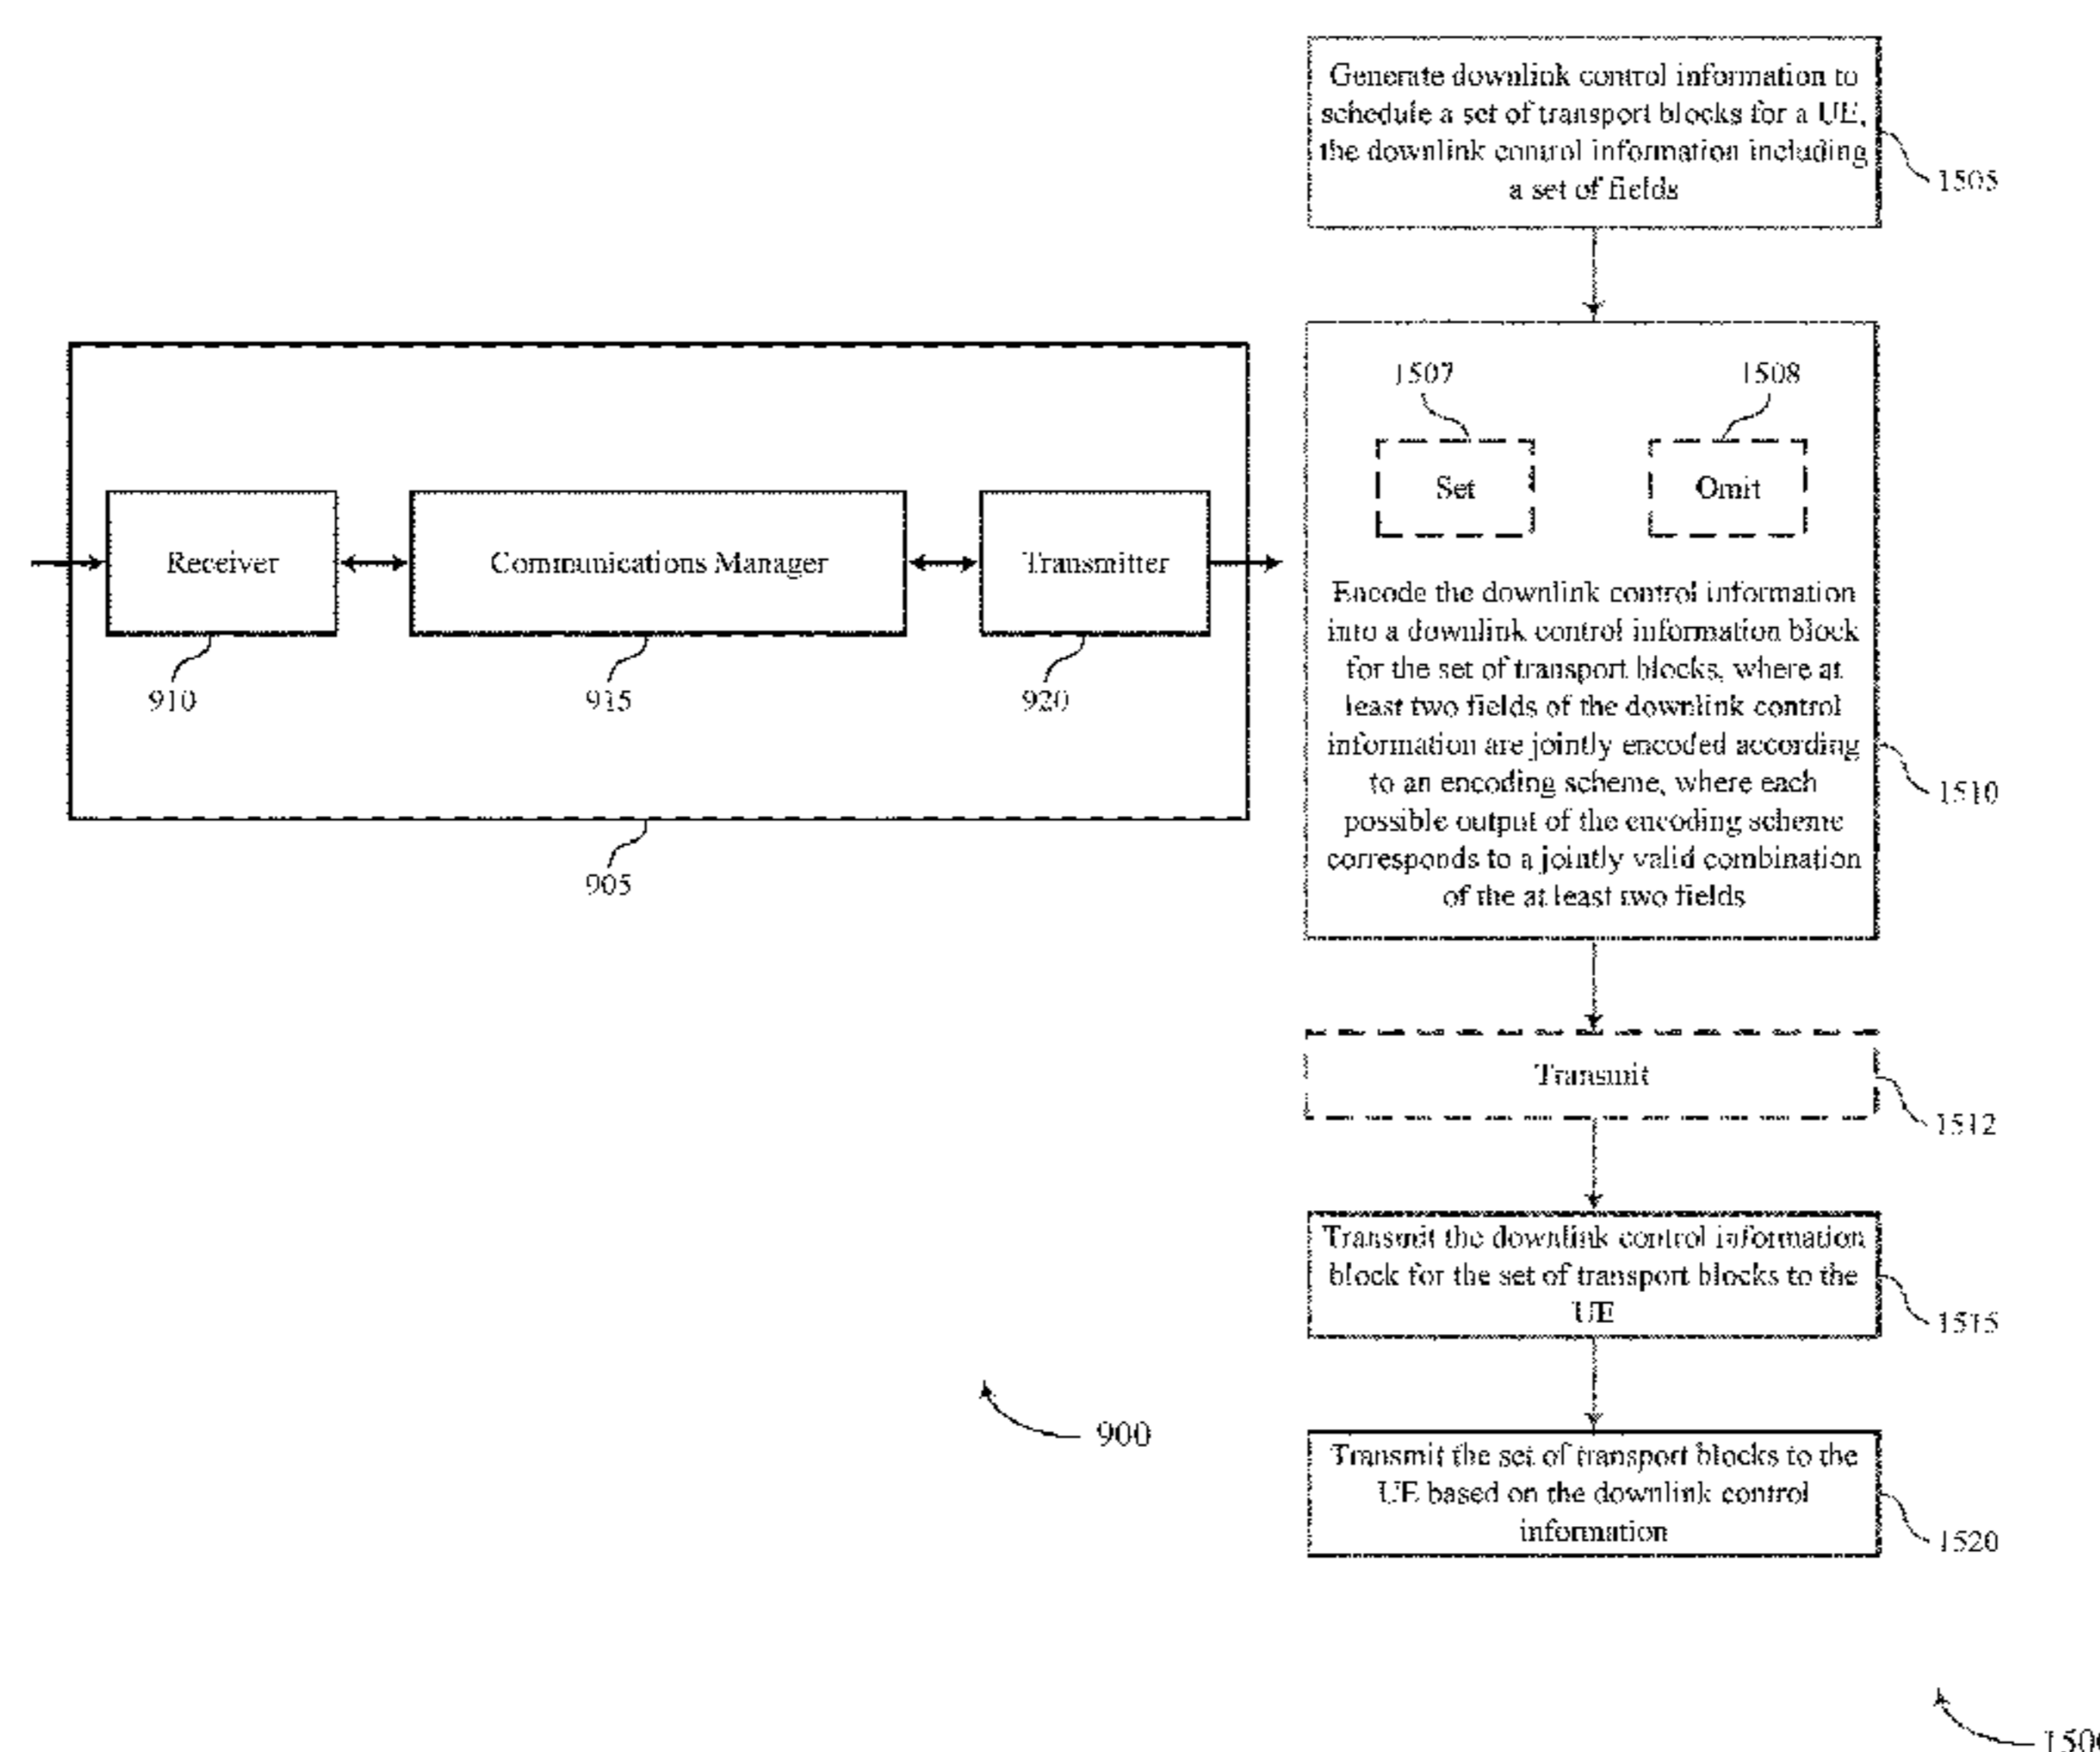 Receiver
Communications Manager
Transmitter
910
915
920
905
900
Generate downlink control information to
schedule a set of transport blocks for a UE,
the downlink control information including
a set of fields
1505
1507
1508
Set
Omit
Encode the downlink control information
into a downlink control information block
for the set of transport blocks, where at
least two fields of the downlink control
information are jointly encoded according
to an encoding scheme, where each
possible output of the encoding scheme
corresponds to a jointly valid combination
of the at least two fields
1510
Transmit
1512
Transmit the downlink control information
block for the set of transport blocks to the
UE
1515
Transmit the set of transport blocks to the
UE based on the downlink control
information
1520
1500